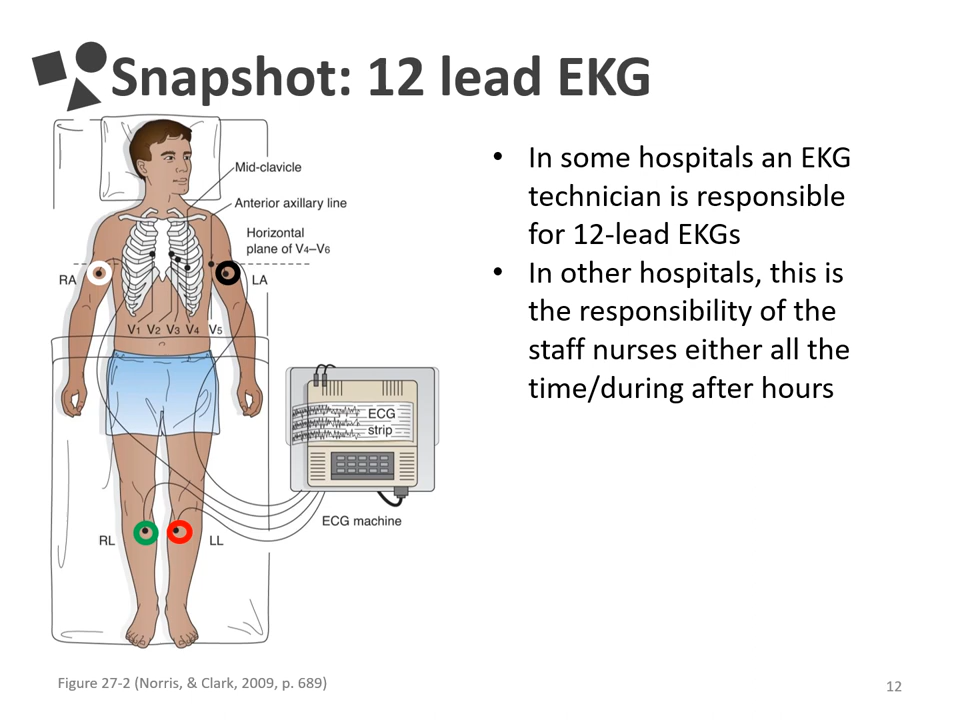 Snapshot: 12 lead EKG
Mid-clavicle
Anterior axillary line
Horizontal
plane of V4–V6
RA
LA
V1 V2 V3 V4 V5
ECG
strip
ECG machine
RL
LL
• In some hospitals an EKG
technician is responsible
for 12-lead EKGs
• In other hospitals, this is
the responsibility of the
staff nurses either all the
time/during after hours
Figure 27-2 (Norris, & Clark, 2009, p. 689)
12